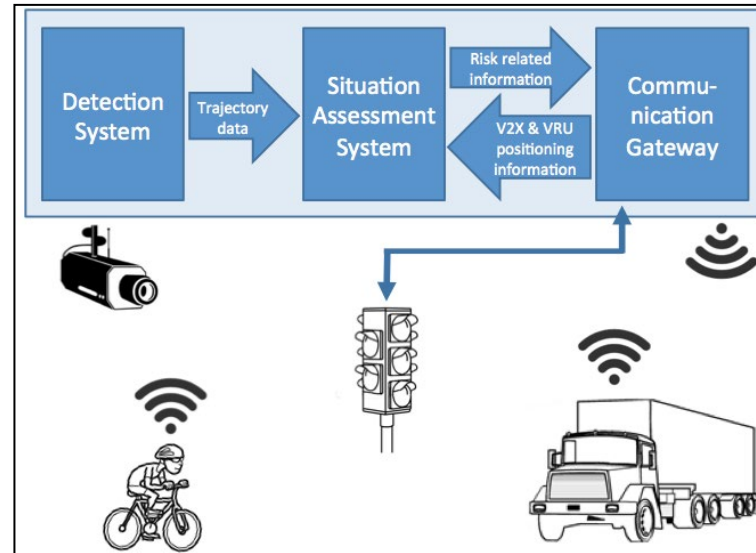 Detection
System
Trajectory
data
Situation
Assessment
System
Risk related
information
V2X & VRU
positioning
information
Commu-
nication
Gateway